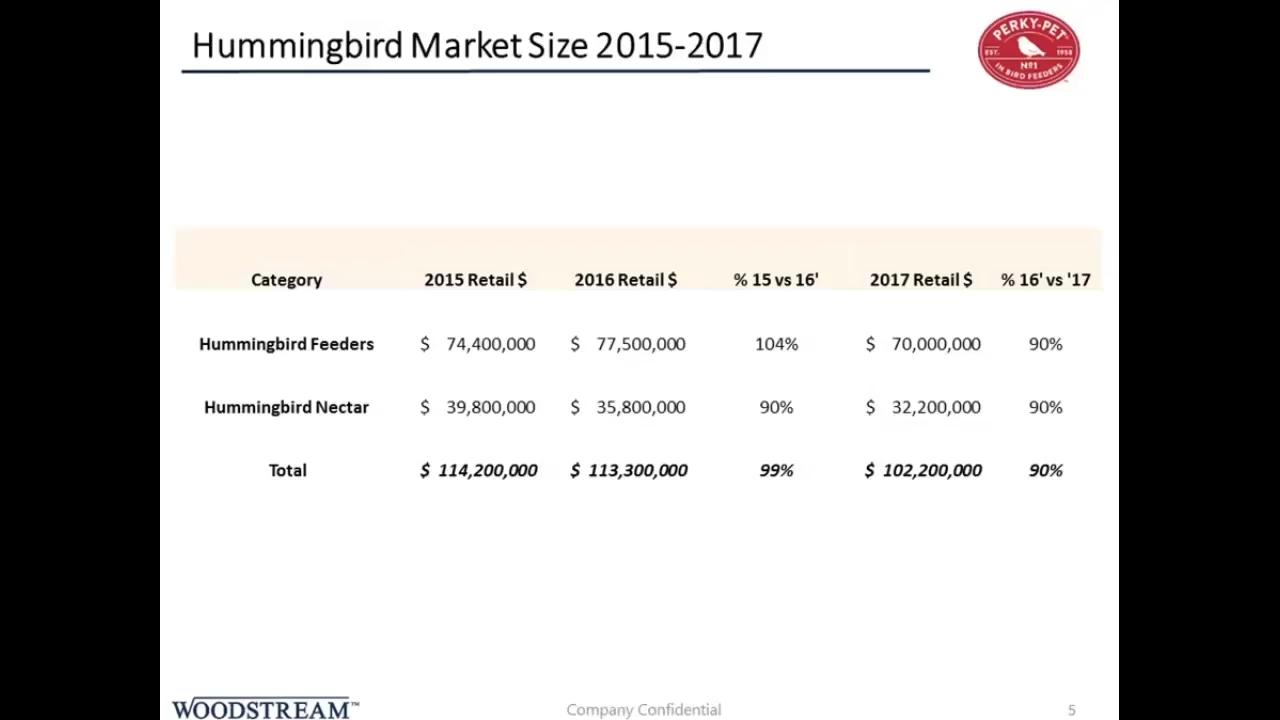 Hummingbird Market Size 2015-2017
PERKY-PET
EST. 1958
Nº1
IN BIRD FEEDERS
Category 2015 Retail $ 2016 Retail $ % 15 vs 16' 2017 Retail $ % 16' vs '17
Hummingbird Feeders $ 74,400,000 $ 77,500,000 104% $ 70,000,000 90%
Hummingbird Nectar $ 39,800,000 $ 35,800,000 90% $ 32,200,000 90%
Total $ 114,200,000 $ 113,300,000 99% $ 102,200,000 90%
WOODSTREAM™ Company Confidential 5